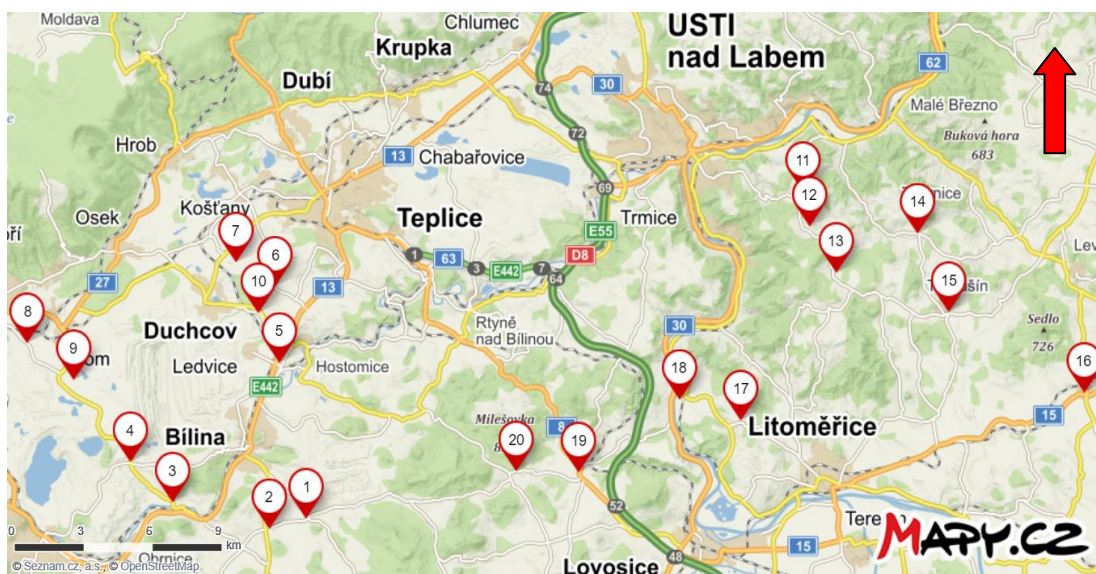 Moldava
Chlumec
ÚSTÍ
nad Labem
Krupka
Dubí
74
30
62
Malé Březno
Buková hora
683
72
Hrob
13
Chabařovice
11
69
Košťany
12
14
Osek
Teplice
Trmice
7
E55
6
1
63
3
E442
7
D8
64
13
27
10
15
8
Duchcov
5
Rtyně
nad Bílinou
30
Sedlo
726
9
Ledvice
Hostomice
E442
18
17
16
4
Bílina
Milešovka
20
8
19
Litoměřice
15
3
2
1
52
0
3
6
9
km
15
MAPY.CZ
Lovosice
48
© Seznam.cz, a.s., © OpenStreetMap